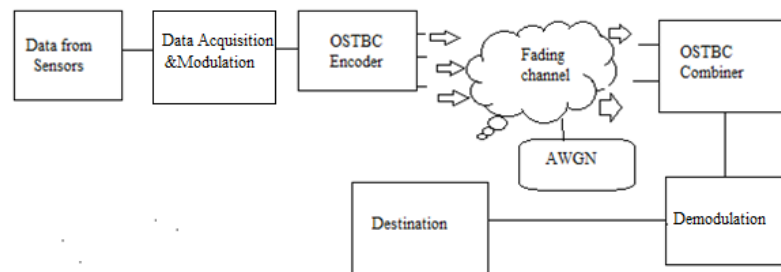 Data from
Sensors
Data Acquisition
&Modulation
OSTBC
Encoder
Fading
channel
OSTBC
Combiner
AWGN
Destination
Demodulation